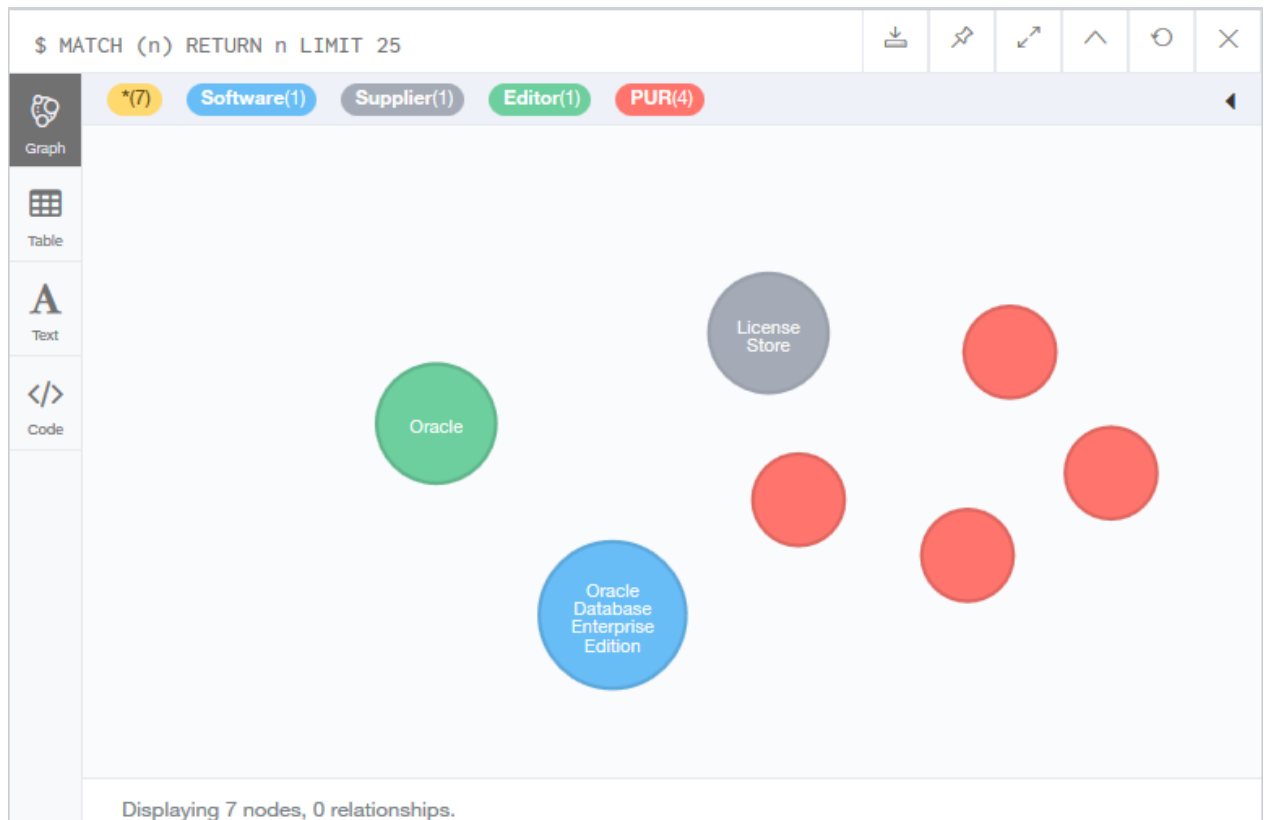 $ MATCH (n) RETURN n LIMIT 25
*(7) Software(1) Supplier(1) Editor(1) PUR(4)
Graph
Table
A
Text
</>
Code
License
Store
Oracle
Oracle
Database
Enterprise
Edition
Displaying 7 nodes, 0 relationships.